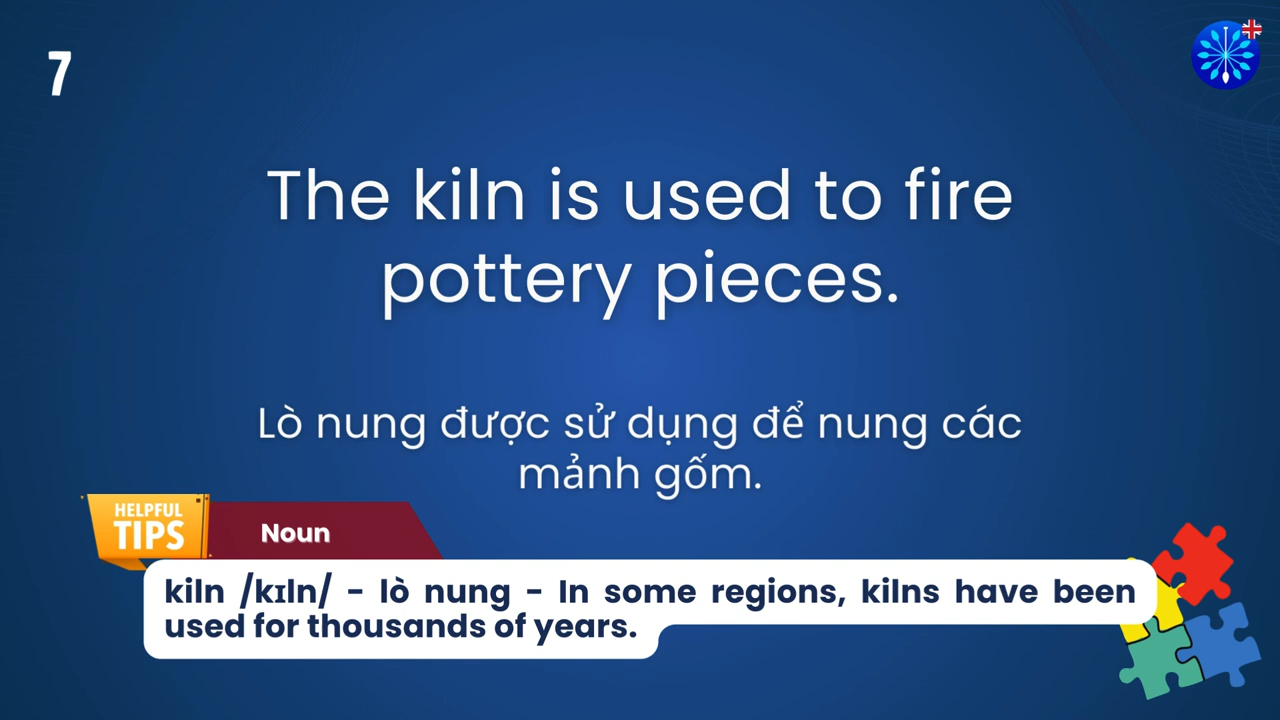 7
The kiln is used to fire
pottery pieces.
Lò nung được sử dụng để nung các
mảnh gốm.
HELPFUL
TIPS
Noun
kiln /kɪln/ - lò nung - In some regions, kilns have been
used for thousands of years.